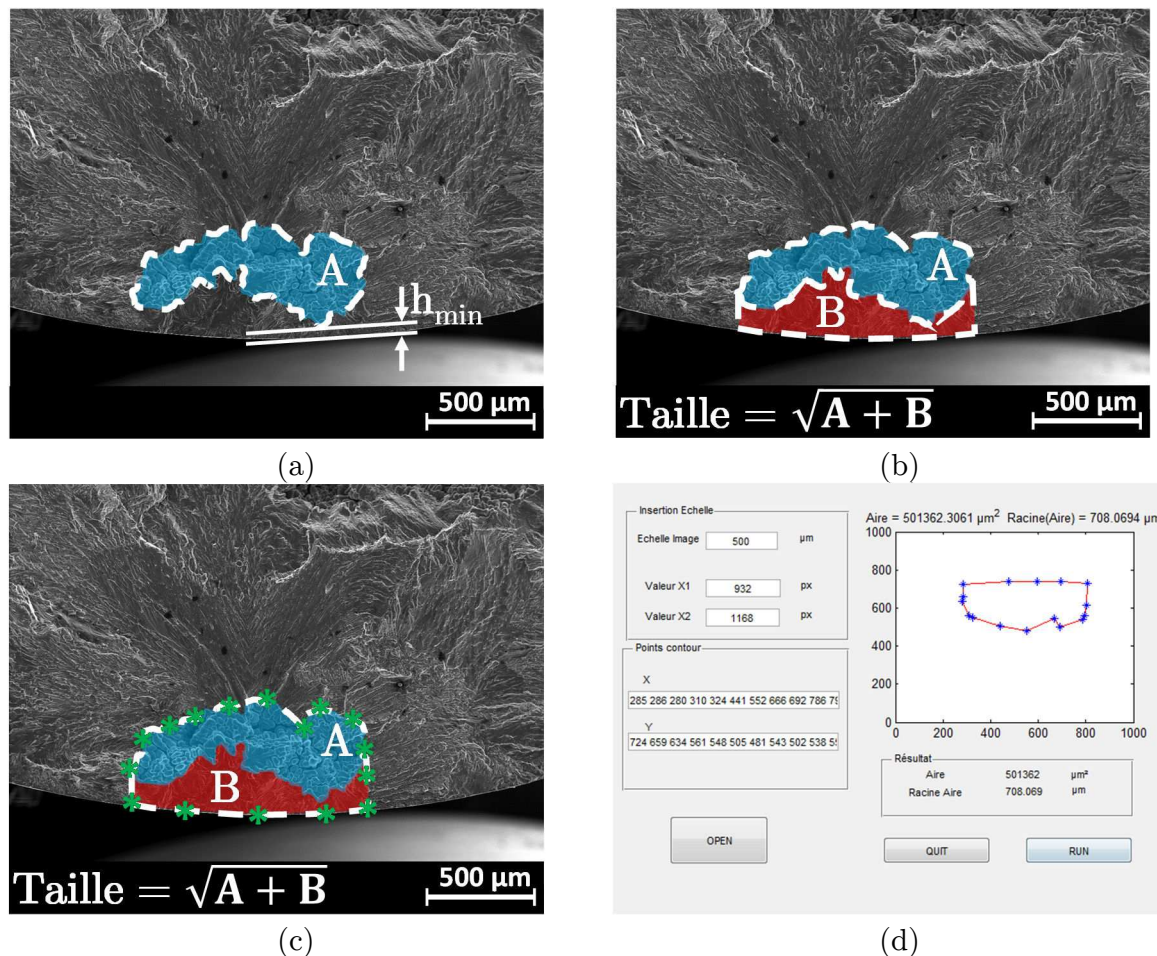 A
h_min
500 µm
(a)
A
B
Taille = √A + B
500 µm
(b)
A
B
Taille = √A + B
500 µm
(c)
Insertion Echelle
Echelle Image 500 µm
Valeur X1 932 px
Valeur X2 1168 px
Points contour
X
285 286 280 310 324 441 552 666 692 786 79
Y
724 659 634 561 548 505 481 543 502 538 55
OPEN
Aire = 501362.3061 µm² Racine(Aire) = 708.0694 µm
1000
800
600
400
200
0
0 200 400 600 800 1000
Résultat
Aire 501362 µm²
Racine Aire 708.069 µm
QUIT RUN
(d)